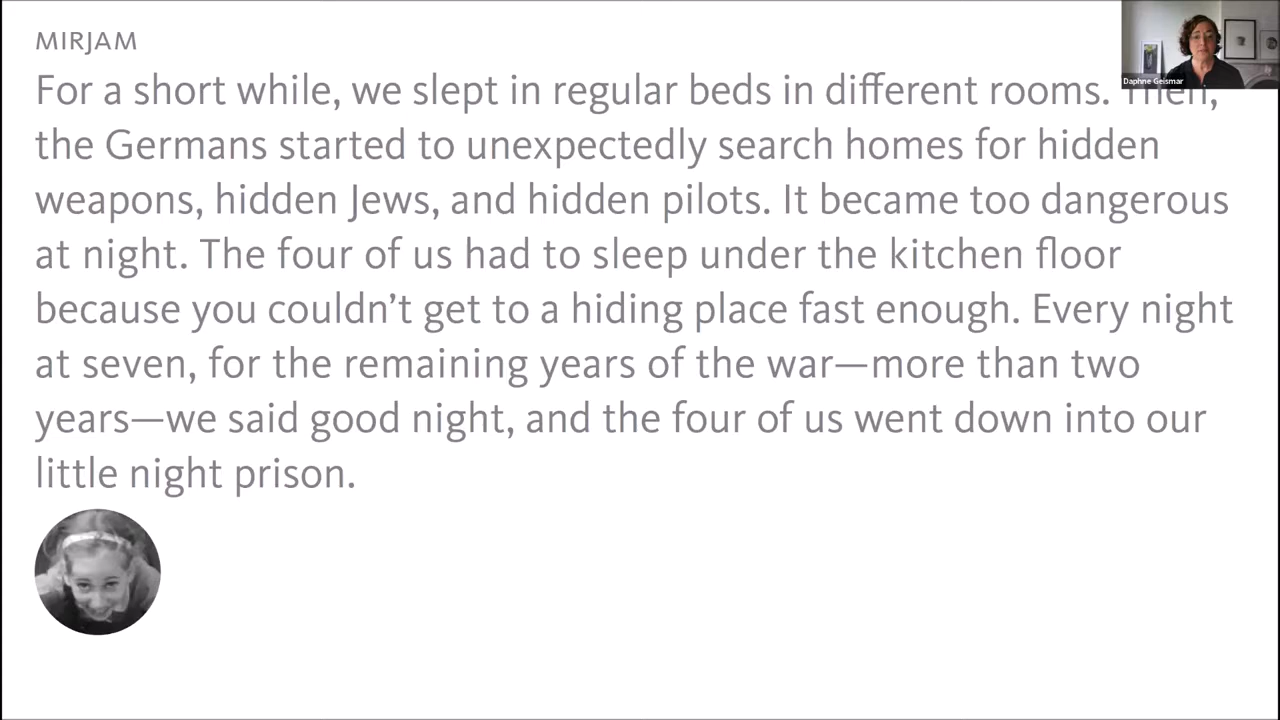 MIRJAM
For a short while, we slept in regular beds in different rooms. Then,
the Germans started to unexpectedly search homes for hidden
weapons, hidden Jews, and hidden pilots. It became too dangerous
at night. The four of us had to sleep under the kitchen floor
because you couldn’t get to a hiding place fast enough. Every night
at seven, for the remaining years of the war—more than two
years—we said good night, and the four of us went down into our
little night prison.
Daphne Geismar